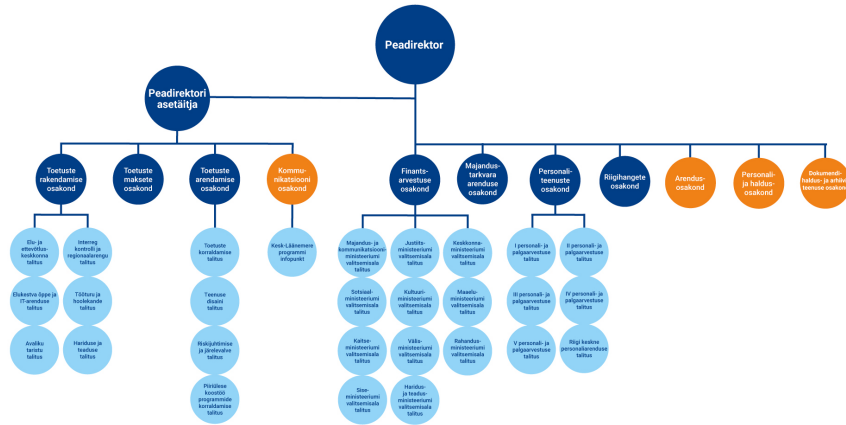 Peadirektor
Peadirektori
asetäitja
Toetuste
rakendamise
osakond
Toetuste
maksete
osakond
Toetuste
arendamise
osakond
Kommu-
nikatsiooni
osakond
Finants-
arvestuse
osakond
Majandus-
tarkvara
arenduse
osakond
Personali-
teenuste
osakond
Riigihangete
osakond
Arendus-
osakond
Personali-
ja haldus-
osakond
Dokumendi-
haldus- ja arhiivi-
teenuse osakond
Elu- ja
ettevõtlus-
keskkonna
talitus
Interreg
kontrolli ja
regionaalarengu
talitus
Toetuste
korraldamise
talitus
Kesk-Läänemere
programmi
infopunkt
Majandus- ja
kommunikatsiooni-
ministeeriumi
valitsemisala
talitus
Justiits-
ministeeriumi
valitsemisala
talitus
Keskkonna-
ministeeriumi
valitsemisala
talitus
I personali- ja
palgaarvestuse
talitus
II personali- ja
palgaarvestuse
talitus
Elukestva õppe ja
IT-arenduse
talitus
Tööturu ja
hoolekande
talitus
Teenuse
disaini
talitus
Sotsiaal-
ministeeriumi
valitsemisala
talitus
Kultuuri-
ministeeriumi
valitsemisala
talitus
Maaelu-
ministeeriumi
valitsemisala
talitus
III personali- ja
palgaarvestuse
talitus
IV personali- ja
palgaarvestuse
talitus
Avaliku
taristu
talitus
Hariduse ja
teaduse
talitus
Riskijuhtimise
ja järelevalve
talitus
Kaitse-
ministeeriumi
valitsemisala
talitus
Välis-
ministeeriumi
valitsemisala
talitus
Rahandus-
ministeeriumi
valitsemisala
talitus
V personali- ja
palgaarvestuse
talitus
Riigi keskne
personaliarenduse
talitus
Piiriülese
koostöö
programmide
korraldamise
talitus
Sise-
ministeeriumi
valitsemisala
talitus
Haridus-
ja teadus-
ministeeriumi
valitsemisala
talitus